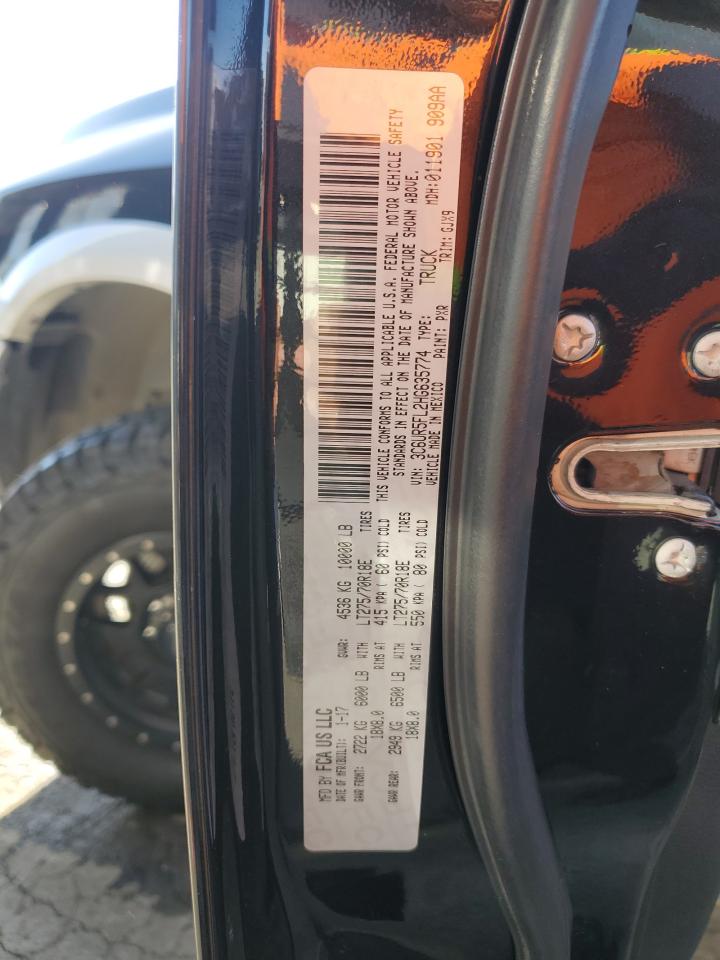 MFD BY FCA US LLC
DATE OF MFR(BUILT): 1-17 GVWR: 4536 KG 10000 LB
GAWR FRONT: 2722 KG 6000 LB WITH LT275/70R18E TIRES
18X8.0 RIMS AT 415 KPA ( 60 PSI) COLD
GAWR REAR: 2949 KG 6500 LB WITH LT275/70R18E TIRES
18X8.0 RIMS AT 550 KPA ( 80 PSI) COLD
THIS VEHICLE CONFORMS TO ALL APPLICABLE U.S.A. FEDERAL MOTOR VEHICLE SAFETY
STANDARDS IN EFFECT ON THE DATE OF MANUFACTURE SHOWN ABOVE.
VIN: 3C6UR5FL2HG635774 TYPE: TRUCK MDH:011901 909AA
VEHICLE MADE IN MEXICO PAINT: PXR TRIM: GJX9